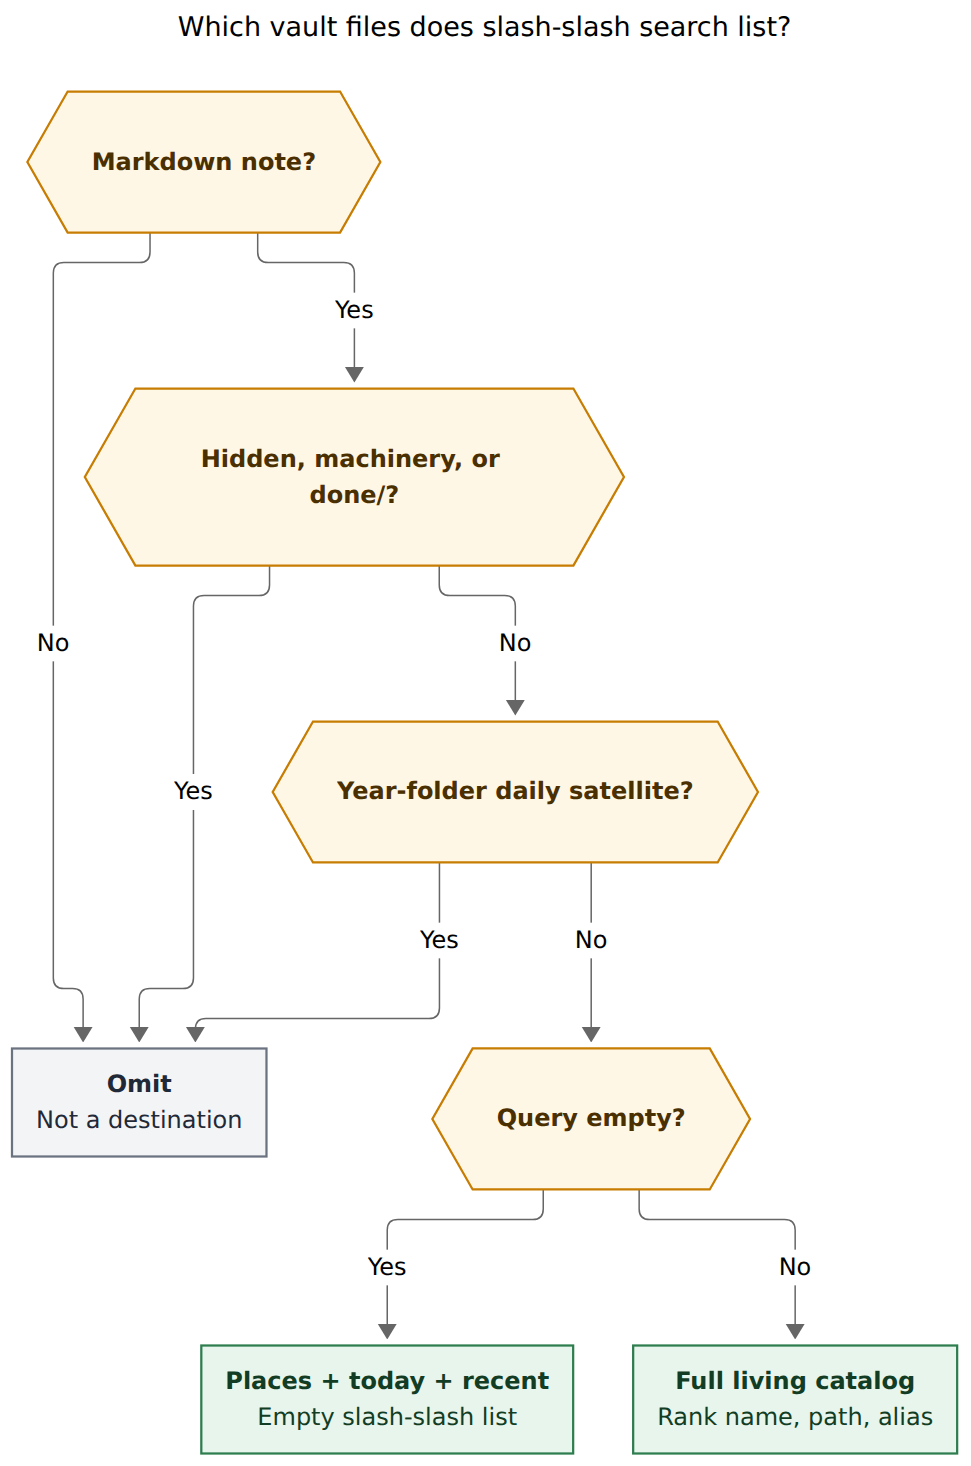 Which vault files does slash-slash search list?
Markdown note?
Yes
Hidden, machinery, or
done/?
No
No
Yes
Year-folder daily satellite?
Yes
No
Omit
Not a destination
Query empty?
Yes
No
Places + today + recent
Empty slash-slash list
Full living catalog
Rank name, path, alias